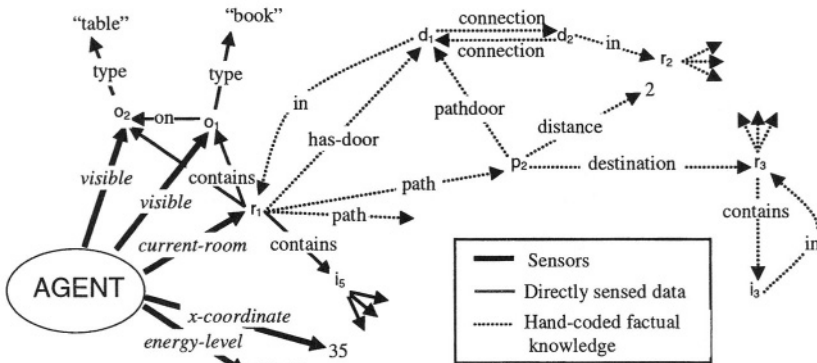 "table"
"book"
type
type
o2
on
o1
visible
visible
contains
current-room
r1
in
has-door
d1
connection
connection
d2
in
r2
2
pathdoor
distance
p2
destination
r3
path
path
contains
i5
contains
in
i3
AGENT
x-coordinate
energy-level
35
Sensors
Directly sensed data
Hand-coded factual
knowledge